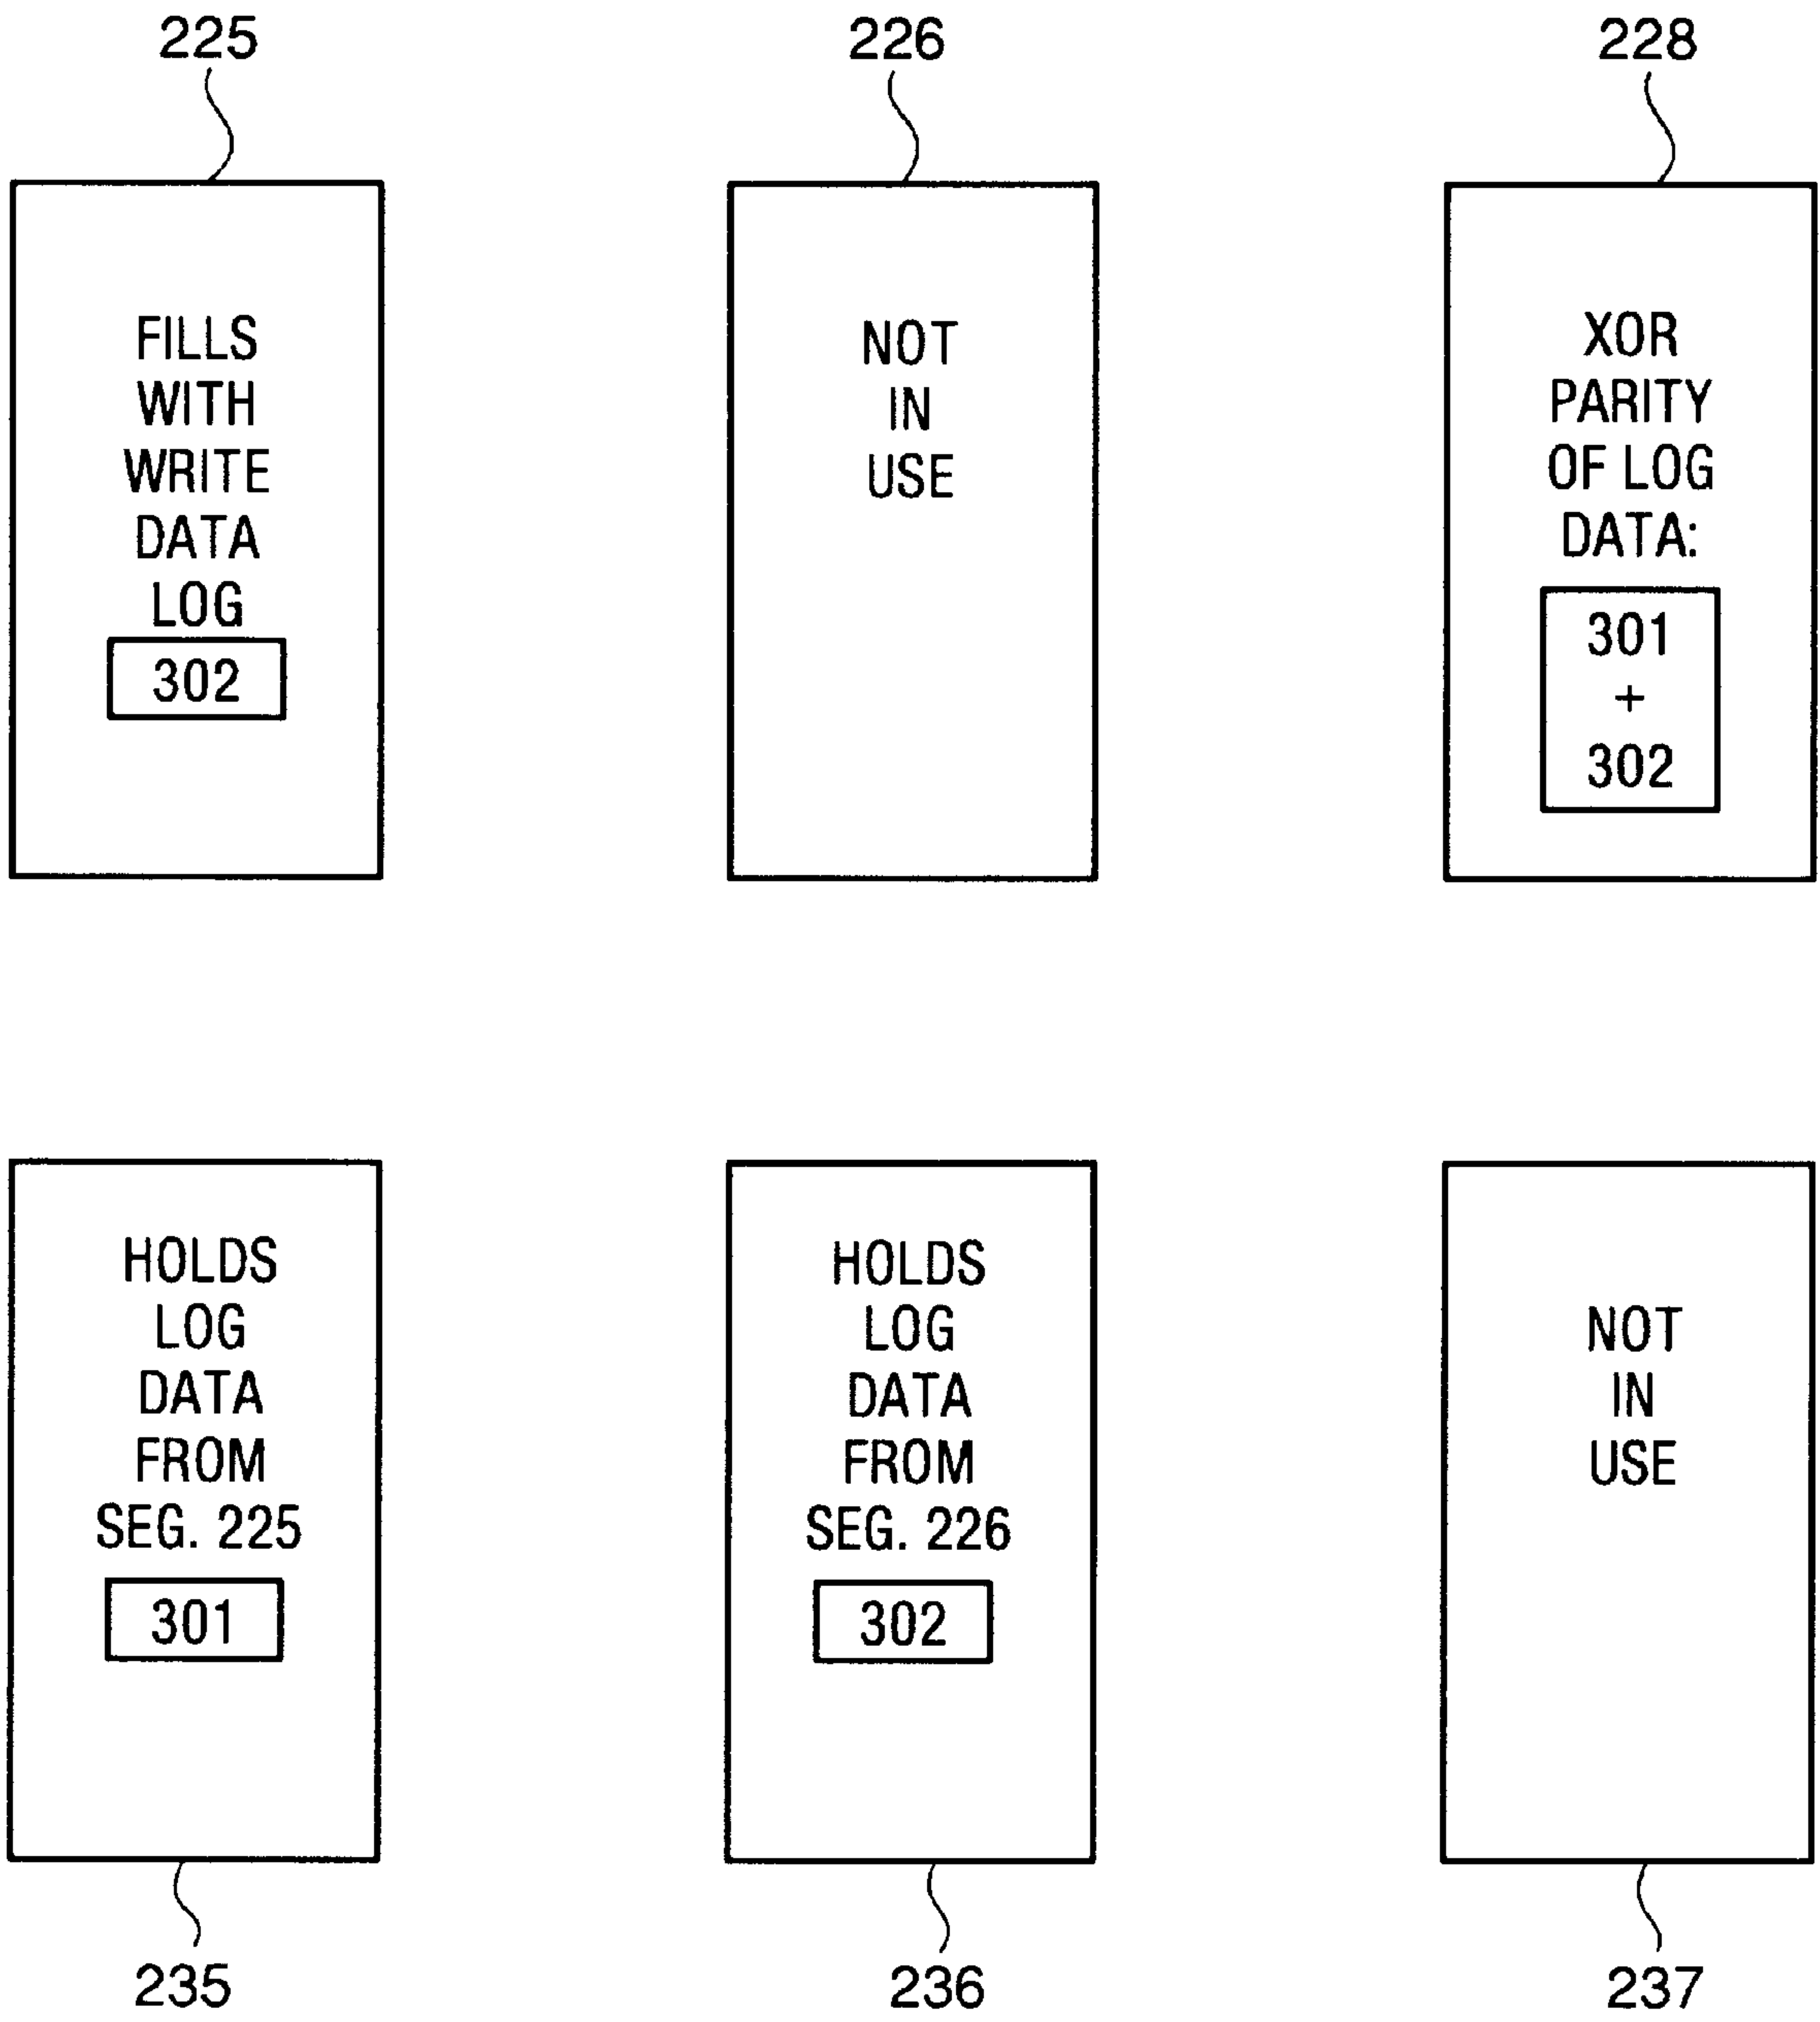 225
226
228
FILLS
WITH
WRITE
DATA
LOG
302
NOT
IN
USE
XOR
PARITY
OF LOG
DATA:
301
+
302
HOLDS
LOG
DATA
FROM
SEG. 225
301
HOLDS
LOG
DATA
FROM
SEG. 226
302
NOT
IN
USE
235
236
237